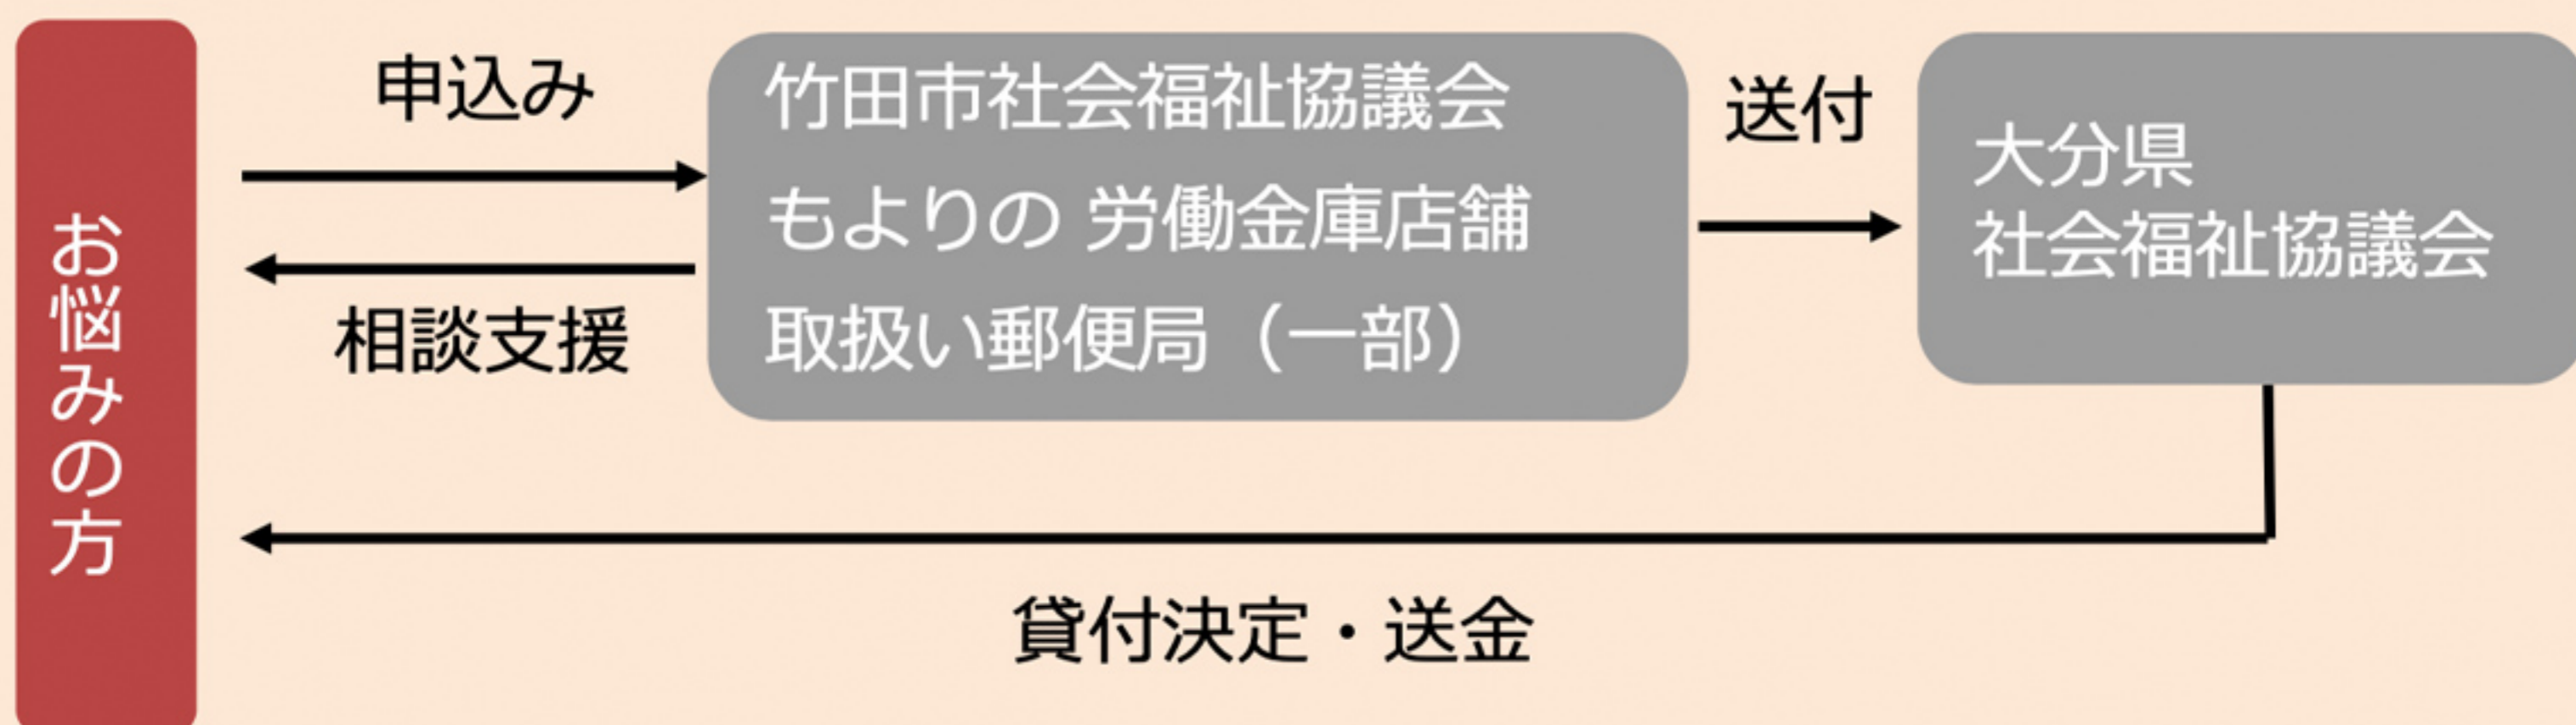 お悩みの方
申込み
相談支援
竹田市社会福祉協議会
もよりの 労働金庫店舗
取扱い郵便局（一部）
送付
大分県
社会福祉協議会
貸付決定・送金